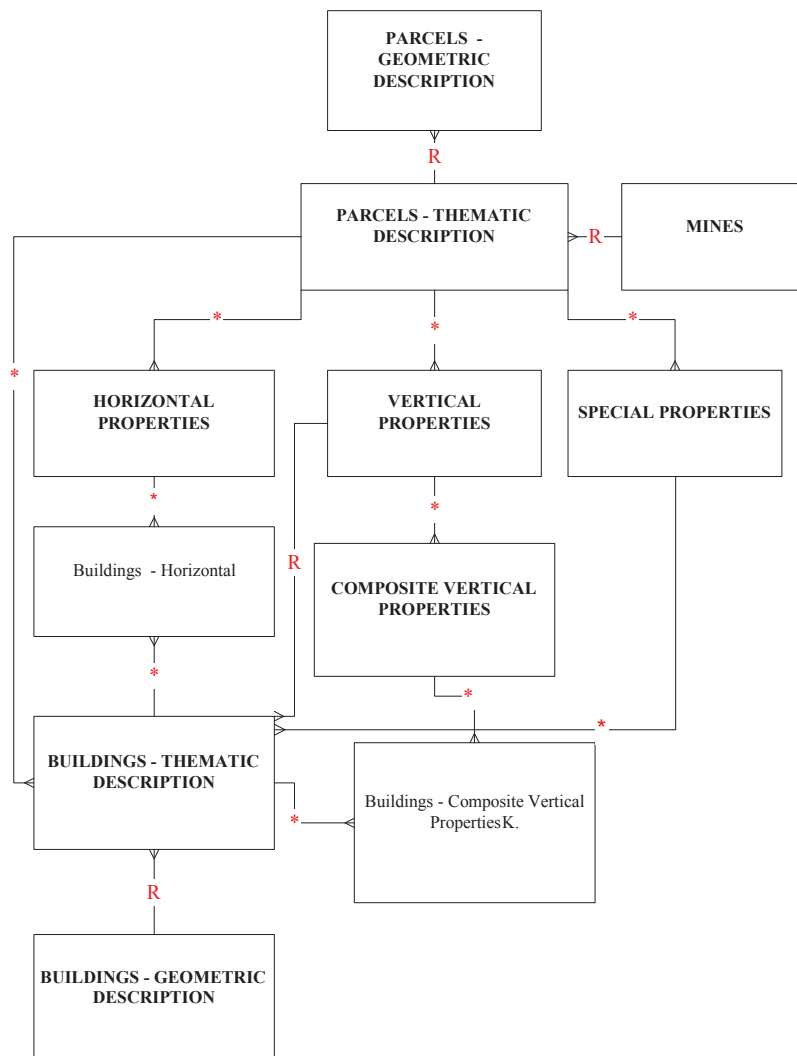 PARCELS -
GEOMETRIC
DESCRIPTION
R
PARCELS - THEMATIC
DESCRIPTION
R
MINES
*
*
*
*
HORIZONTAL
PROPERTIES
VERTICAL
PROPERTIES
SPECIAL PROPERTIES
*
*
R
Buildings - Horizontal
COMPOSITE VERTICAL
PROPERTIES
*
*
*
BUILDINGS - THEMATIC
DESCRIPTION
*
Buildings - Composite Vertical
PropertiesK.
R
BUILDINGS - GEOMETRIC
DESCRIPTION